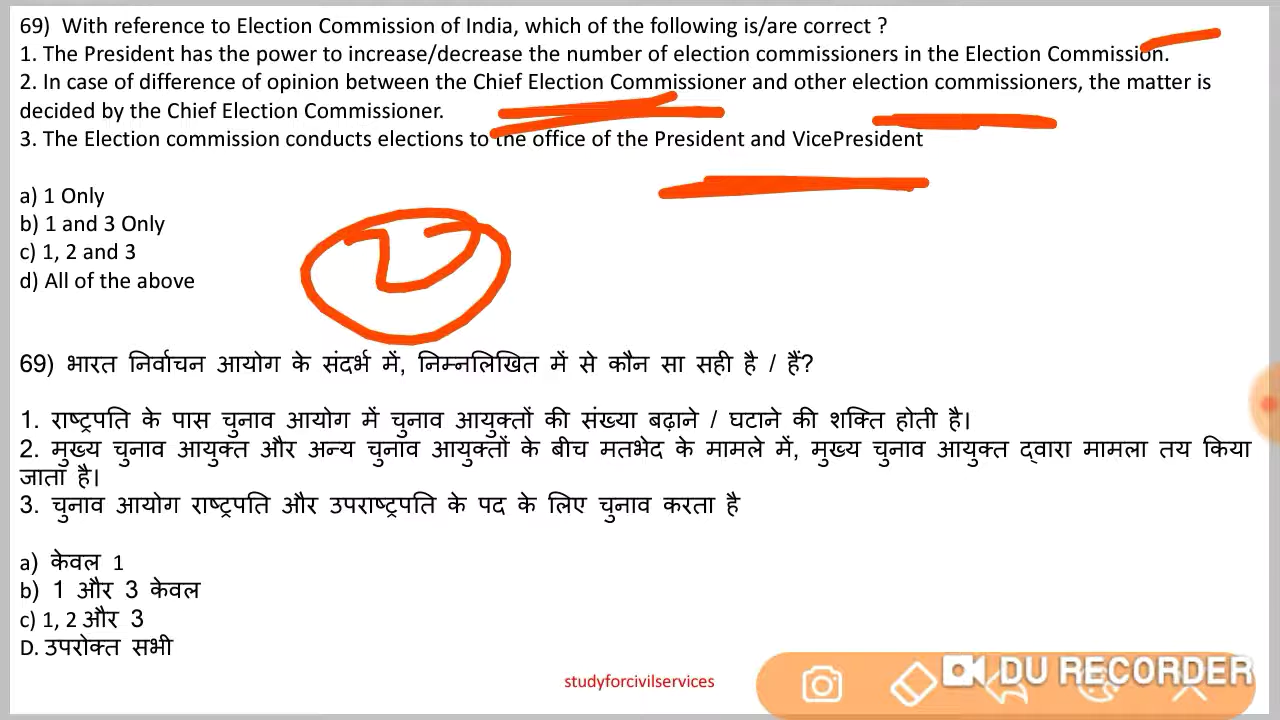 69) With reference to Election Commission of India, which of the following is/are correct ?
1. The President has the power to increase/decrease the number of election commissioners in the Election Commission.
2. In case of difference of opinion between the Chief Election Commissioner and other election commissioners, the matter is
decided by the Chief Election Commissioner.
3. The Election commission conducts elections to the office of the President and VicePresident
a) 1 Only
b) 1 and 3 Only
c) 1, 2 and 3
d) All of the above
69) भारत निर्वाचन आयोग के संदर्भ में, निम्नलिखित में से कौन सा सही है / हैं?
1. राष्ट्रपति के पास चुनाव आयोग में चुनाव आयुक्तों की संख्या बढ़ाने / घटाने की शक्ति होती है।
2. मुख्य चुनाव आयुक्त और अन्य चुनाव आयुक्तों के बीच मतभेद के मामले में, मुख्य चुनाव आयुक्त द्वारा मामला तय किया
जाता है।
3. चुनाव आयोग राष्ट्रपति और उपराष्ट्रपति के पद के लिए चुनाव करता है
a) केवल 1
b) 1 और 3 केवल
c) 1, 2 और 3
D. उपरोक्त सभी
studyforcivilservices
DU RECORDER